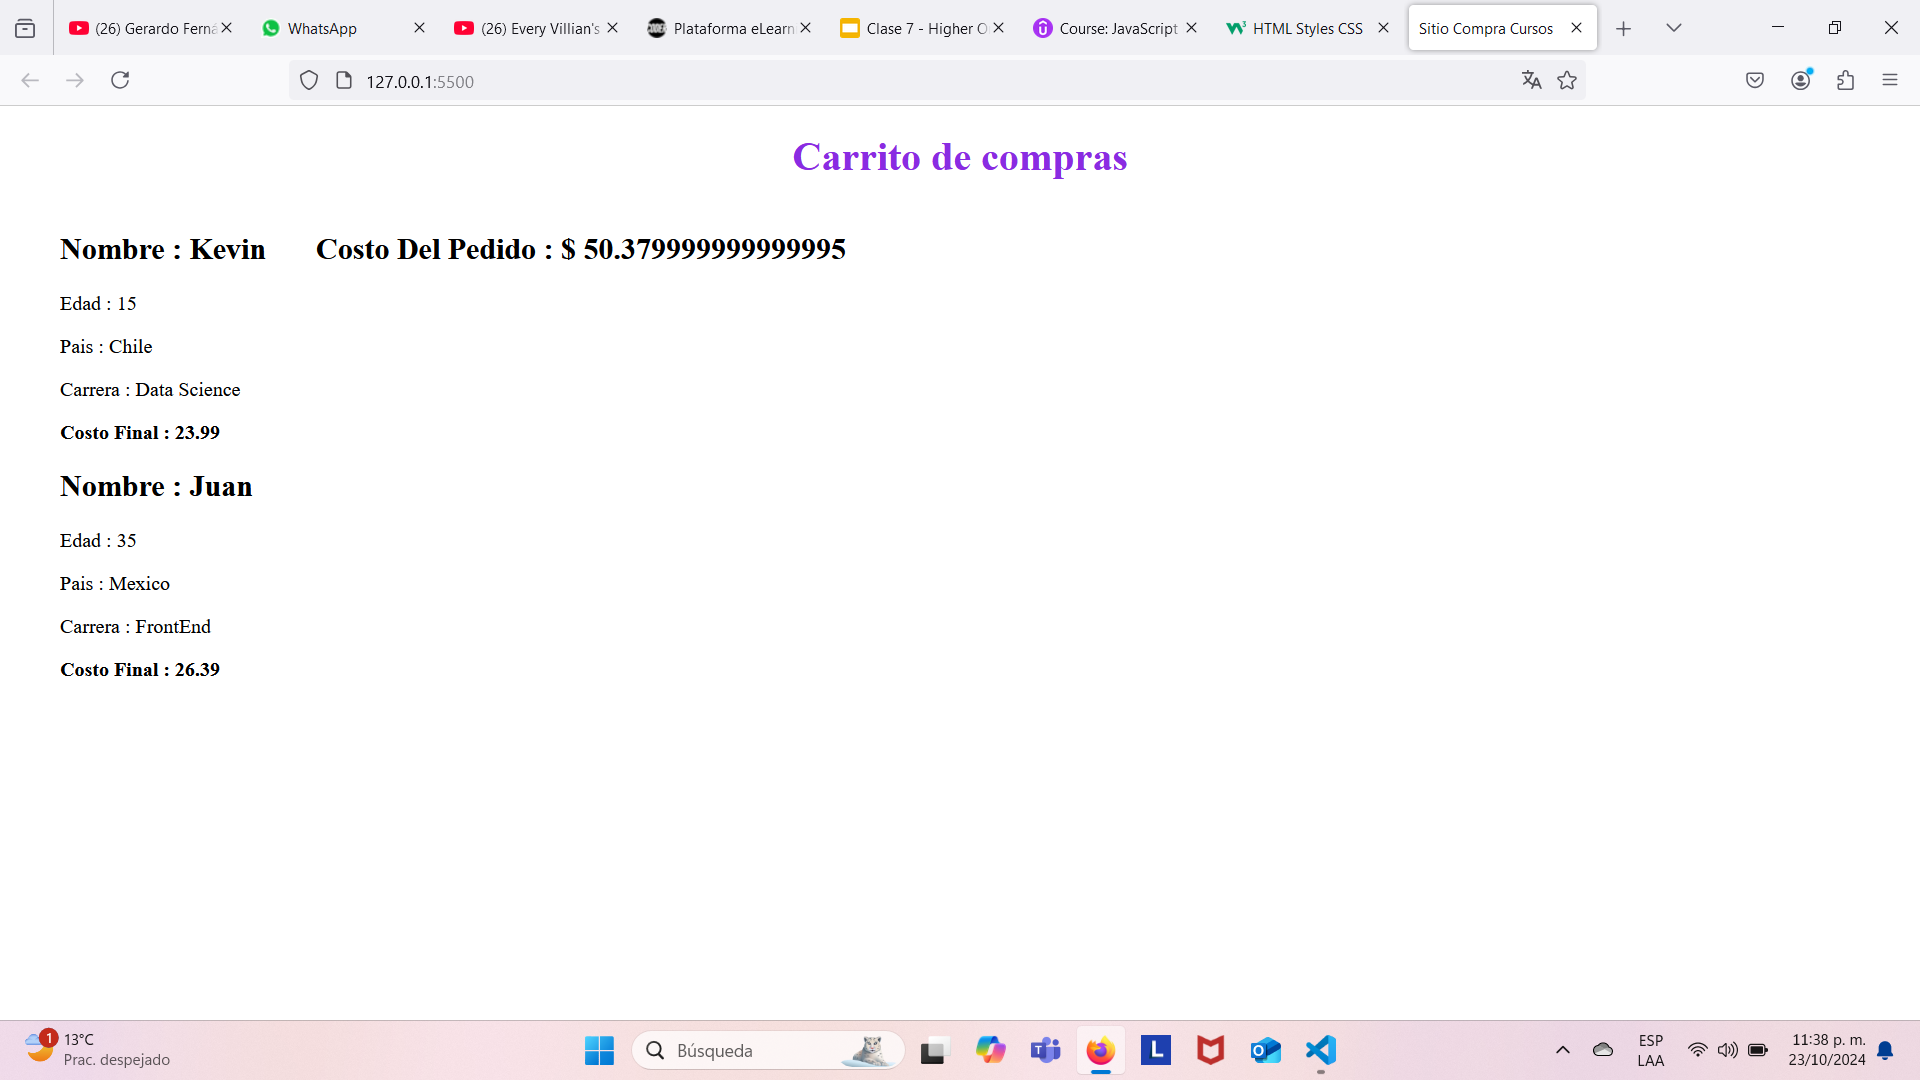 (26) Gerardo Ferná
WhatsApp
(26) Every Villian's
Plataforma eLearn
Clase 7 - Higher O
Course: JavaScript
HTML Styles CSS
Sitio Compra Cursos
127.0.0.1:5500
Carrito de compras
Nombre : Kevin
Costo Del Pedido : $ 50.379999999999995
Edad : 15
Pais : Chile
Carrera : Data Science
Costo Final : 23.99
Nombre : Juan
Edad : 35
Pais : Mexico
Carrera : FrontEnd
Costo Final : 26.39
1
13°C
Prac. despejado
Búsqueda
L
ESP
LAA
11:38 p. m.
23/10/2024